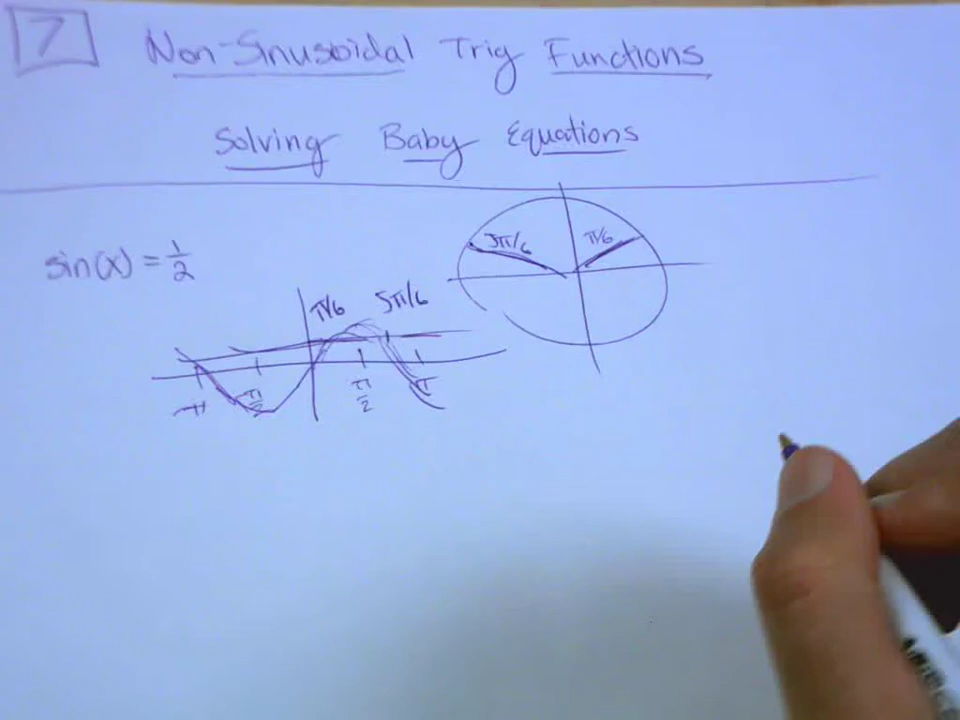 7 Non-Sinusoidal Trig Functions
Solving Baby Equations
sin(x) = 1/2
5π/6 π/6
π/6 5π/6
-π -π/2 π/2 π